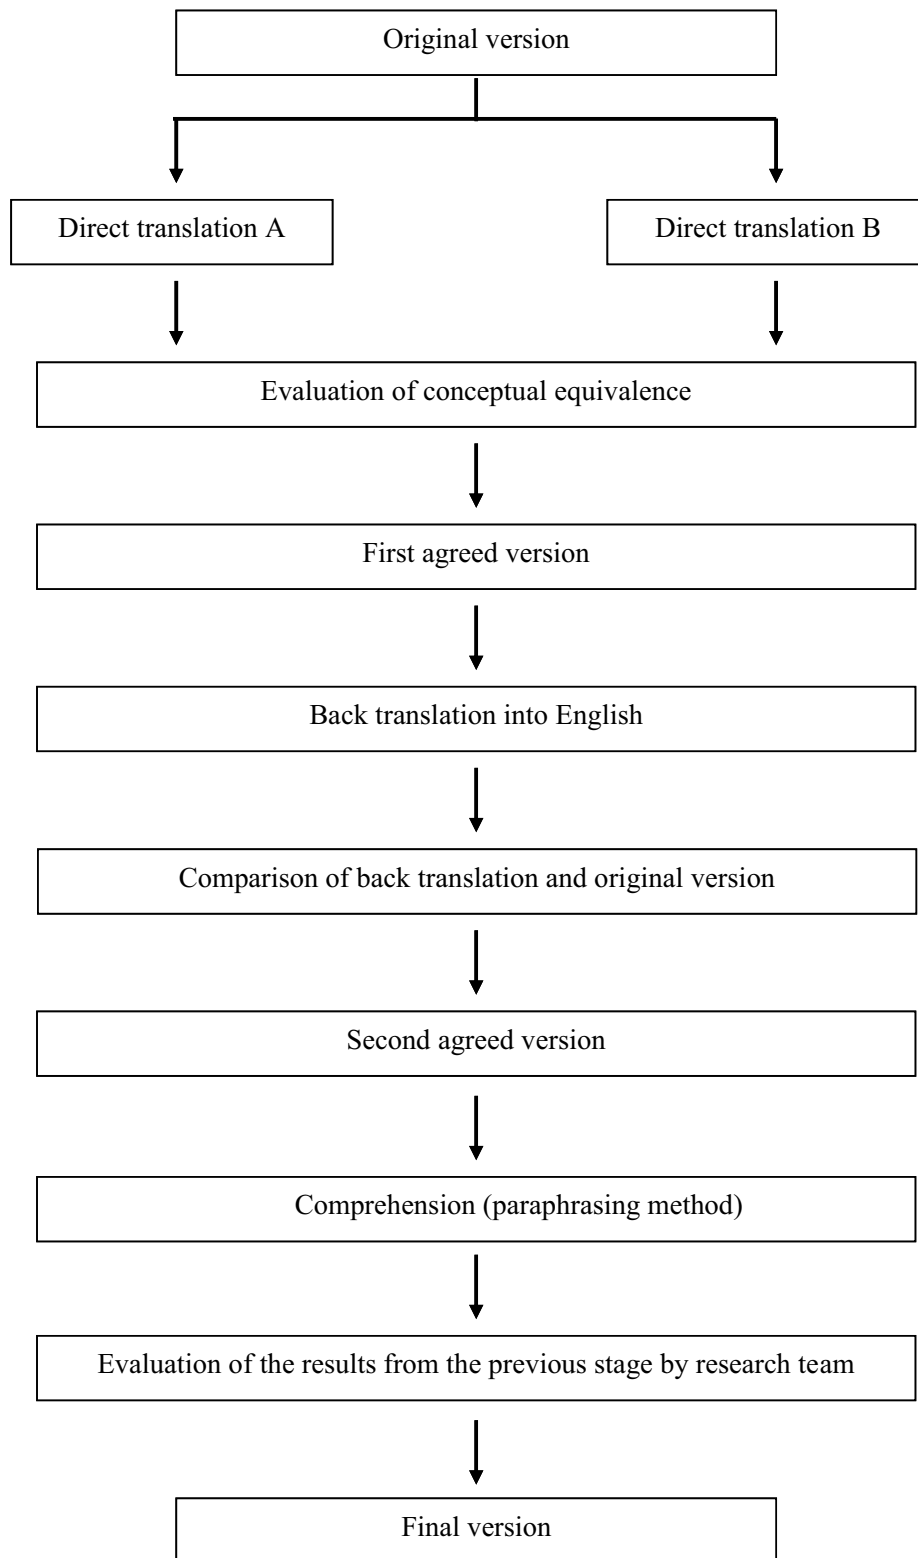 Original version
Direct translation A
Direct translation B
Evaluation of conceptual equivalence
First agreed version
Back translation into English
Comparison of back translation and original version
Second agreed version
Comprehension (paraphrasing method)
Evaluation of the results from the previous stage by research team
Final version